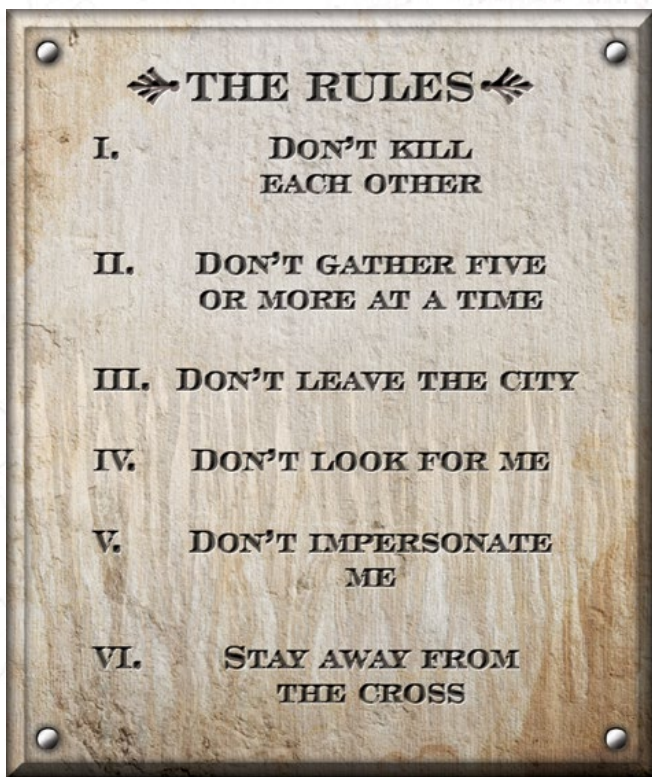 THE RULES
I. DON'T KILL
EACH OTHER
II. DON'T GATHER FIVE
OR MORE AT A TIME
III. DON'T LEAVE THE CITY
IV. DON'T LOOK FOR ME
V. DON'T IMPERSONATE
ME
VI. STAY AWAY FROM
THE CROSS